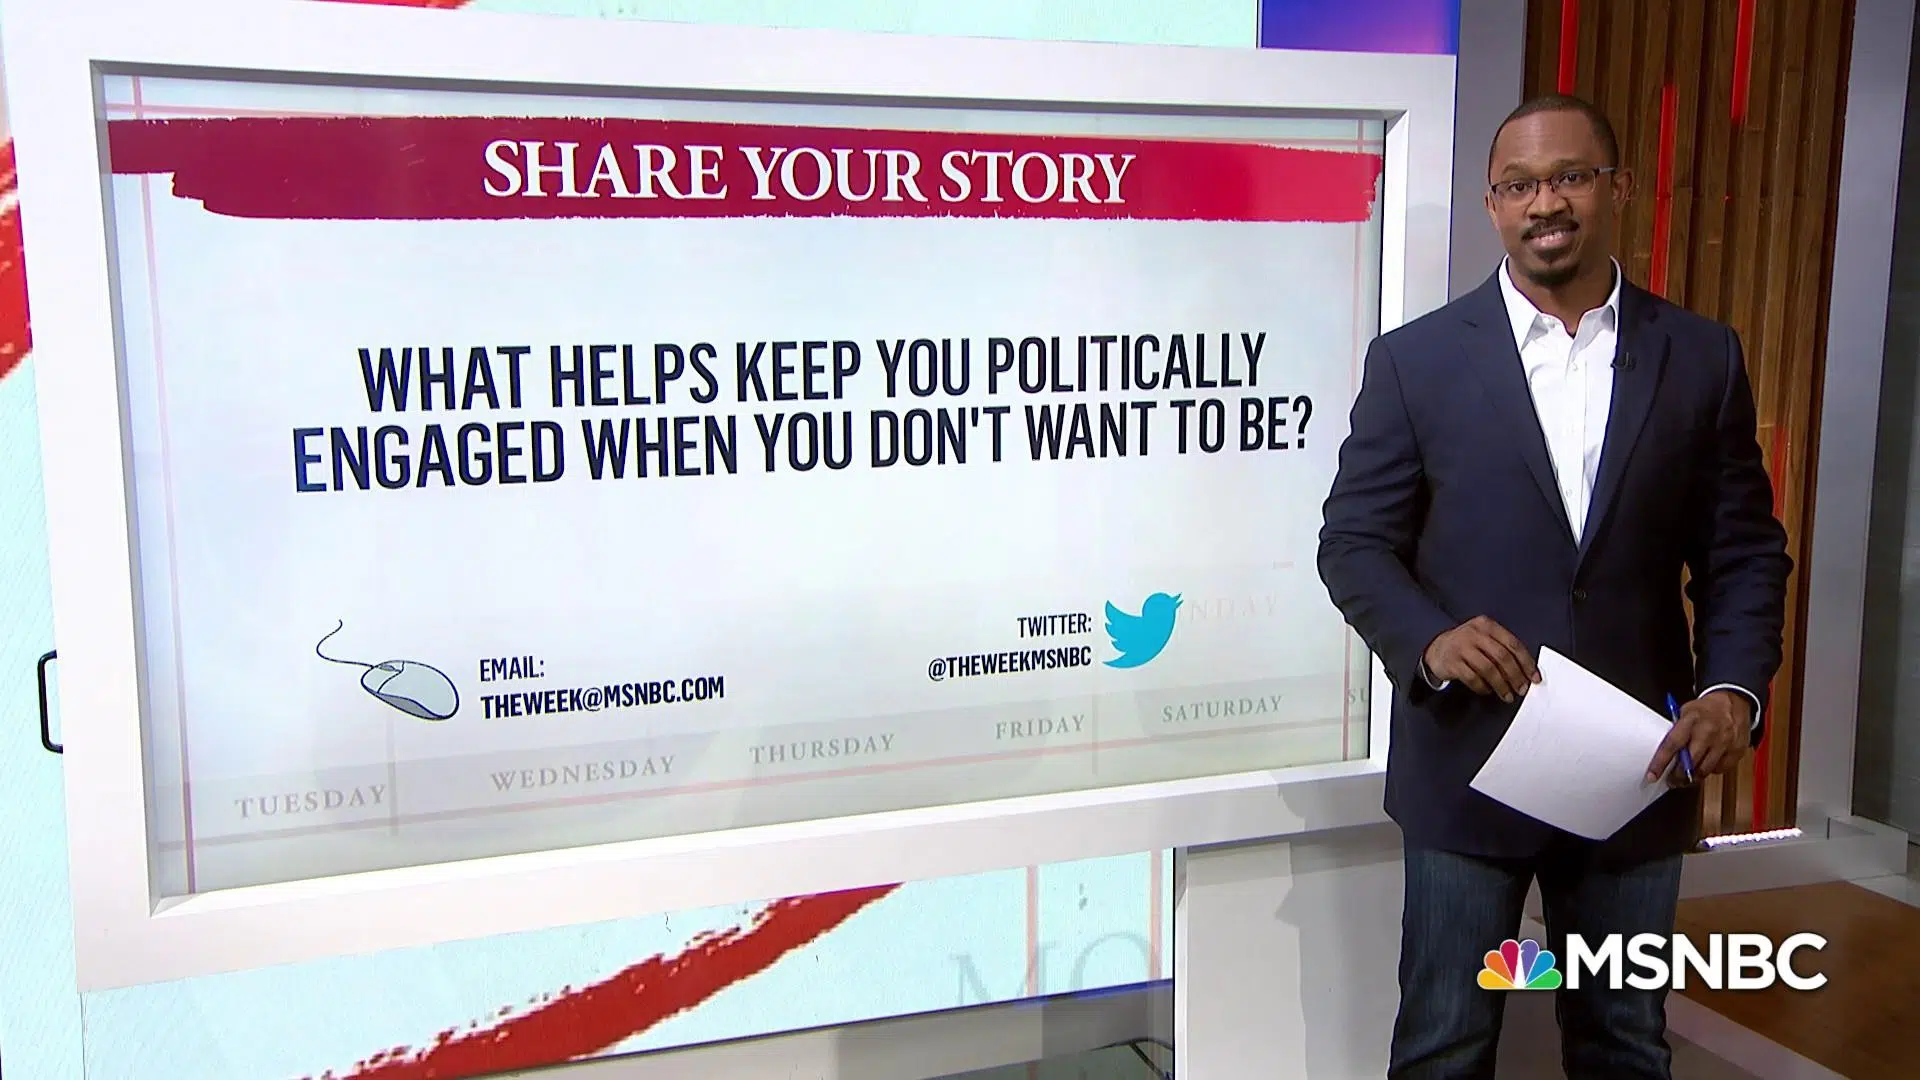 SHARE YOUR STORY
WHAT HELPS KEEP YOU POLITICALLY
ENGAGED WHEN YOU DON'T WANT TO BE?
EMAIL:
THEWEEK@MSNBC.COM
TWITTER:
@THEWEEKMSNBC
TUESDAY
WEDNESDAY
THURSDAY
FRIDAY
SATURDAY
MSNBC